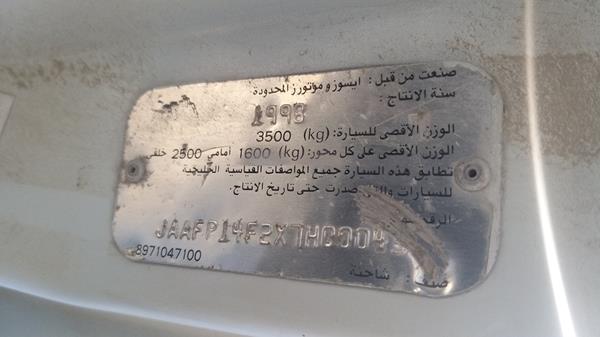 صنعت من قبل: ايسوزو موتورز المحدودة
سنة الانتاج: 1998
الوزن الأقصى للسيارة: (kg) 3500
الوزن الأقصى على كل محور: (kg) 1600 أمامي 2500 خلفي
تطابق هذه السيارة جميع المواصفات القياسية الخليجية
للسيارات والتي صدرت حتى تاريخ الانتاج.
JAAFP14F2X7HC004
8971047100
صنف: شاحنة